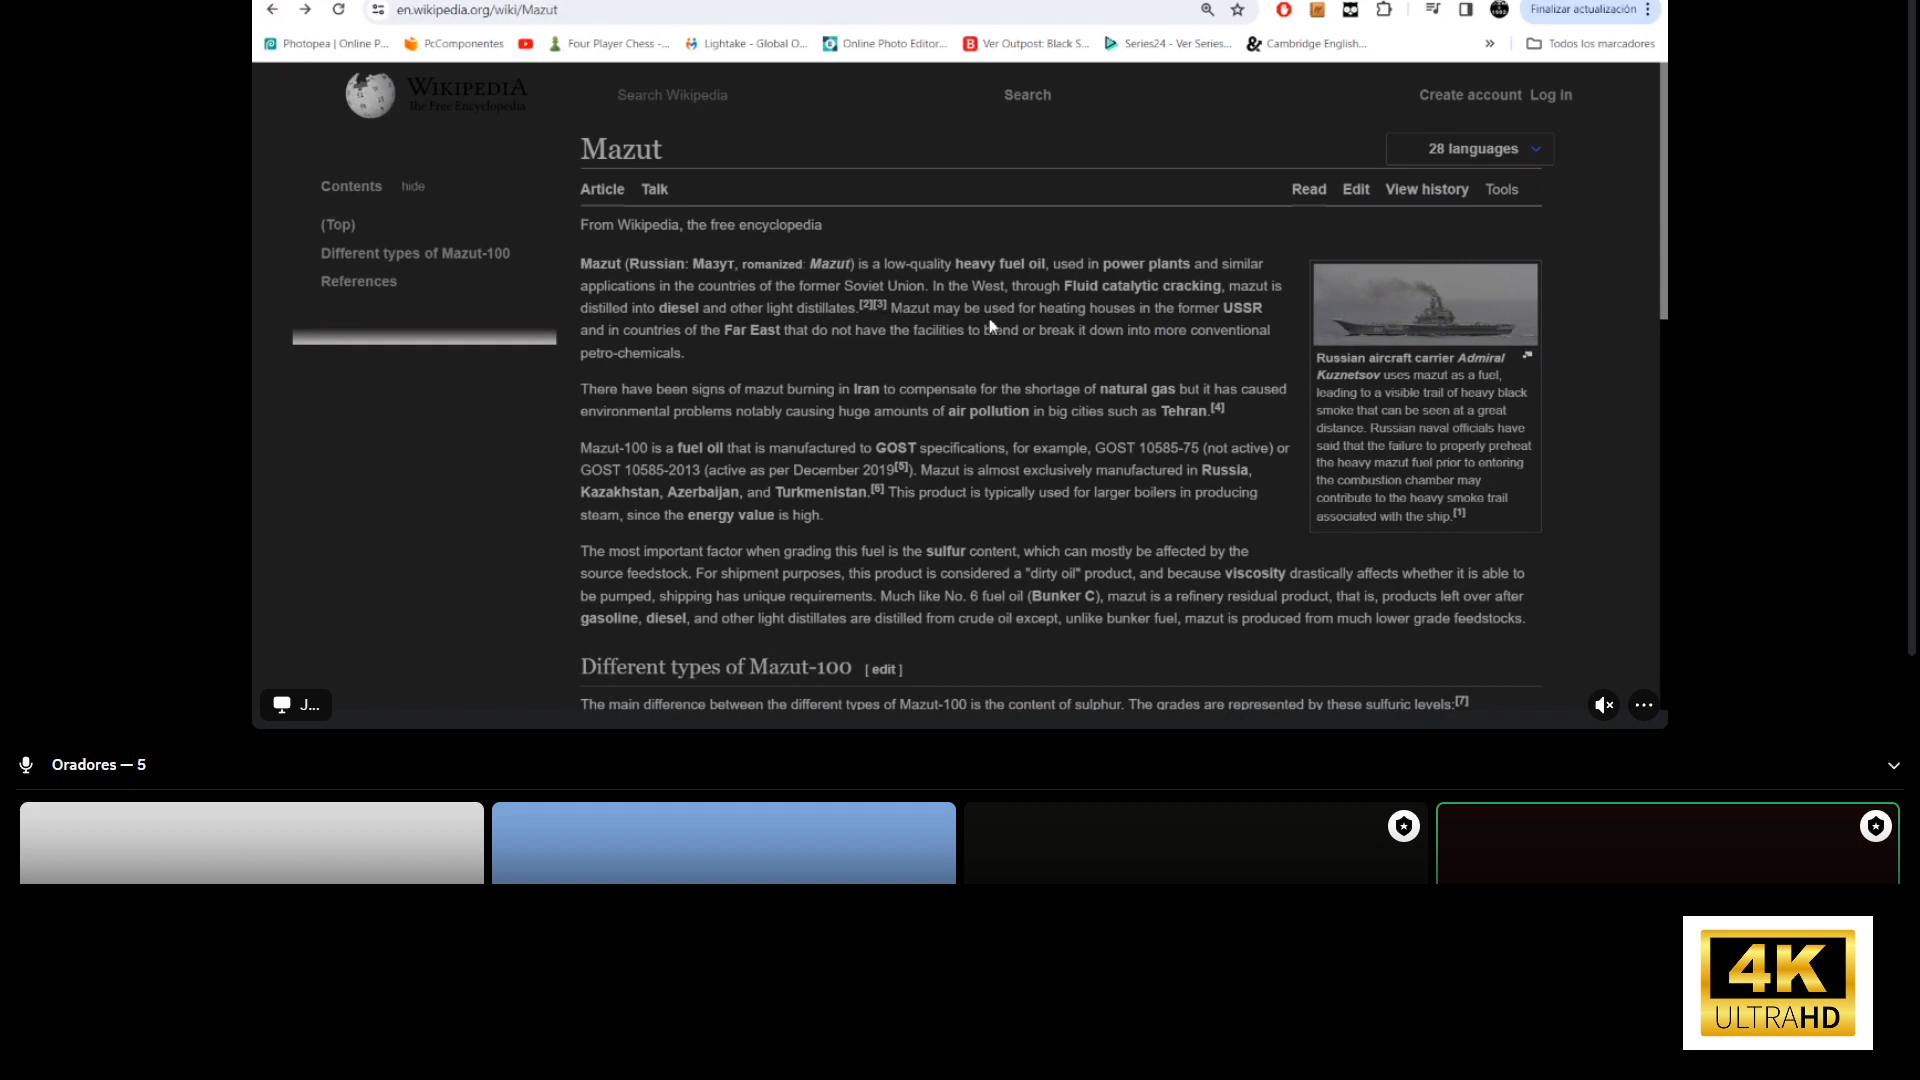 en.wikipedia.org/wiki/Mazut
Finalizar actualización
Photopea | Online P... PcComponentes Four Player Chess -... Lightake - Global O... Online Photo Editor... Ver Outpost: Black S... Series24 - Ver Series... Cambridge English... » Todos los marcadores
WIKIPEDIA
The Free Encyclopedia
Search Wikipedia Search Create account Log in
Mazut
28 languages
Contents hide
(Top)
Different types of Mazut-100
References
Article Talk Read Edit View history Tools
From Wikipedia, the free encyclopedia
Mazut (Russian: Мазут, romanized: Mazut) is a low-quality heavy fuel oil, used in power plants and similar
applications in the countries of the former Soviet Union. In the West, through Fluid catalytic cracking, mazut is
distilled into diesel and other light distillates.[2][3] Mazut may be used for heating houses in the former USSR
and in countries of the Far East that do not have the facilities to blend or break it down into more conventional
petro-chemicals.
There have been signs of mazut burning in Iran to compensate for the shortage of natural gas but it has caused
environmental problems notably causing huge amounts of air pollution in big cities such as Tehran.[4]
Mazut-100 is a fuel oil that is manufactured to GOST specifications, for example, GOST 10585-75 (not active) or
GOST 10585-2013 (active as per December 2019[5]). Mazut is almost exclusively manufactured in Russia,
Kazakhstan, Azerbaijan, and Turkmenistan.[6] This product is typically used for larger boilers in producing
steam, since the energy value is high.
Russian aircraft carrier Admiral
Kuznetsov uses mazut as a fuel,
leading to a visible trail of heavy black
smoke that can be seen at a great
distance. Russian naval officials have
said that the failure to properly preheat
the heavy mazut fuel prior to entering
the combustion chamber may
contribute to the heavy smoke trail
associated with the ship.[1]
The most important factor when grading this fuel is the sulfur content, which can mostly be affected by the
source feedstock. For shipment purposes, this product is considered a "dirty oil" product, and because viscosity drastically affects whether it is able to
be pumped, shipping has unique requirements. Much like No. 6 fuel oil (Bunker C), mazut is a refinery residual product, that is, products left over after
gasoline, diesel, and other light distillates are distilled from crude oil except, unlike bunker fuel, mazut is produced from much lower grade feedstocks.
Different types of Mazut-100 [ edit ]
The main difference between the different types of Mazut-100 is the content of sulphur. The grades are represented by these sulfuric levels:[7]
J...
Oradores — 5
4K
ULTRAHD